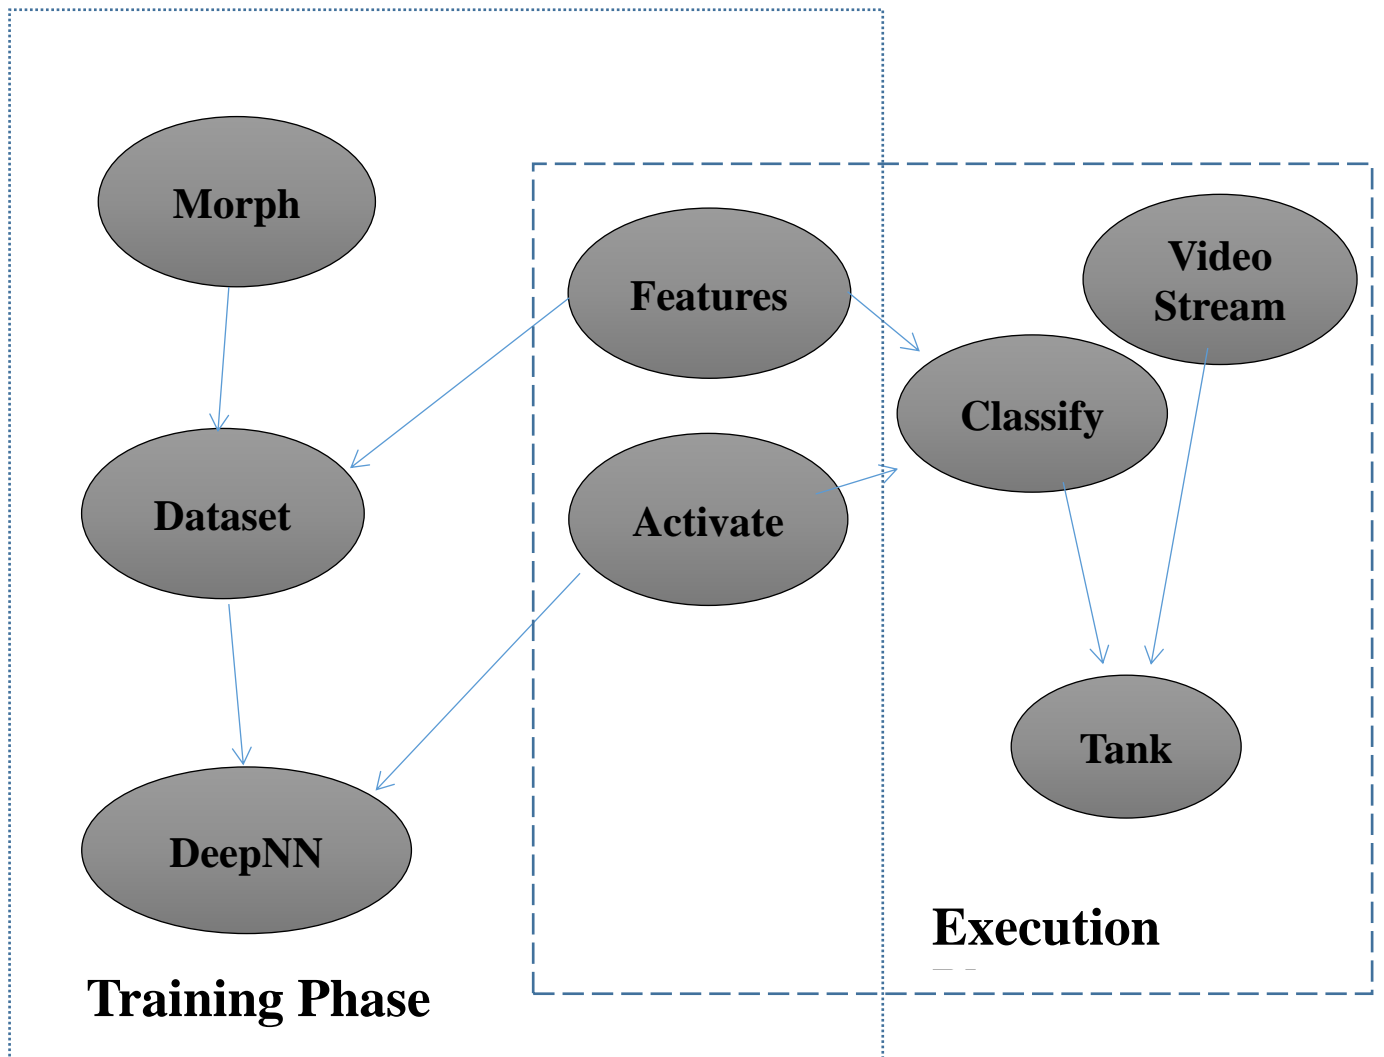 Morph
Features
Video
Stream
Classify
Dataset
Activate
Tank
DeepNN
Execution
Training Phase